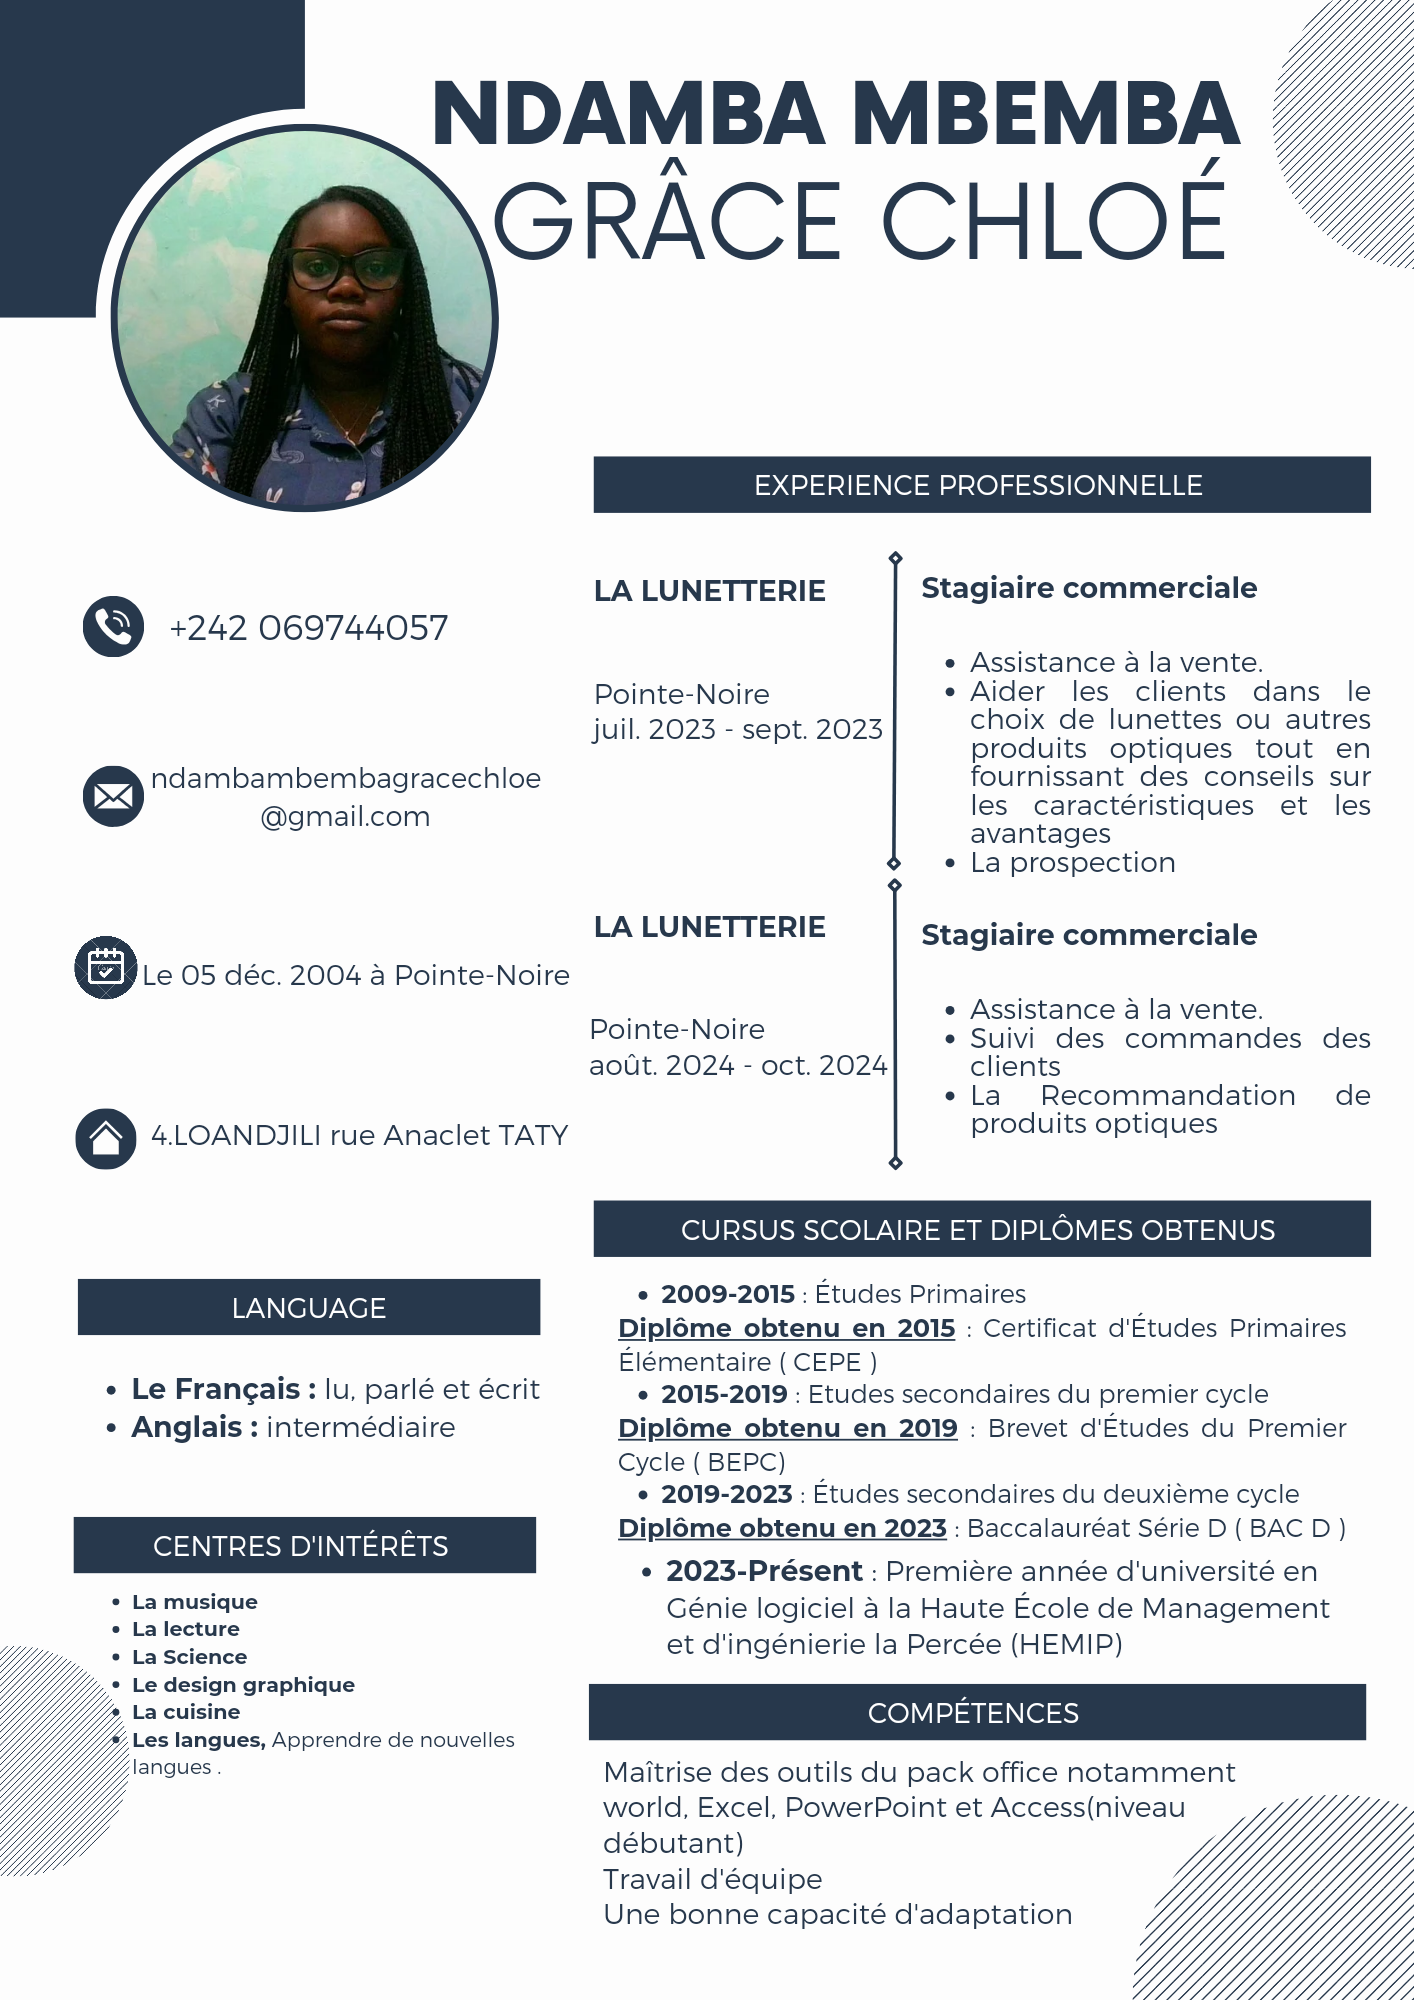 NDAMBA MBEMBA
GRÂCE CHLOÉ
+242 069744057
ndambambembagracechloe
@gmail.com
Le 05 déc. 2004 à Pointe-Noire
4.LOANDJILI rue Anaclet TATY
LANGUAGE
• Le Français : lu, parlé et écrit
• Anglais : intermédiaire
CENTRES D'INTÉRÊTS
• La musique
• La lecture
• La Science
• Le design graphique
• La cuisine
• Les langues, Apprendre de nouvelles
langues .
EXPERIENCE PROFESSIONNELLE
LA LUNETTERIE
Pointe-Noire
juil. 2023 - sept. 2023
Stagiaire commerciale
• Assistance à la vente.
• Aider les clients dans le
choix de lunettes ou autres
produits optiques tout en
fournissant des conseils sur
les caractéristiques et les
avantages
• La prospection
LA LUNETTERIE
Pointe-Noire
août. 2024 - oct. 2024
Stagiaire commerciale
• Assistance à la vente.
• Suivi des commandes des
clients
• La Recommandation de
produits optiques
CURSUS SCOLAIRE ET DIPLÔMES OBTENUS
• 2009-2015 : Études Primaires
Diplôme obtenu en 2015 : Certificat d'Études Primaires
Élémentaire ( CEPE )
• 2015-2019 : Etudes secondaires du premier cycle
Diplôme obtenu en 2019 : Brevet d'Études du Premier
Cycle ( BEPC)
• 2019-2023 : Études secondaires du deuxième cycle
Diplôme obtenu en 2023 : Baccalauréat Série D ( BAC D )
• 2023-Présent : Première année d'université en
Génie logiciel à la Haute École de Management
et d'ingénierie la Percée (HEMIP)
COMPÉTENCES
Maîtrise des outils du pack office notamment
world, Excel, PowerPoint et Access(niveau
débutant)
Travail d'équipe
Une bonne capacité d'adaptation